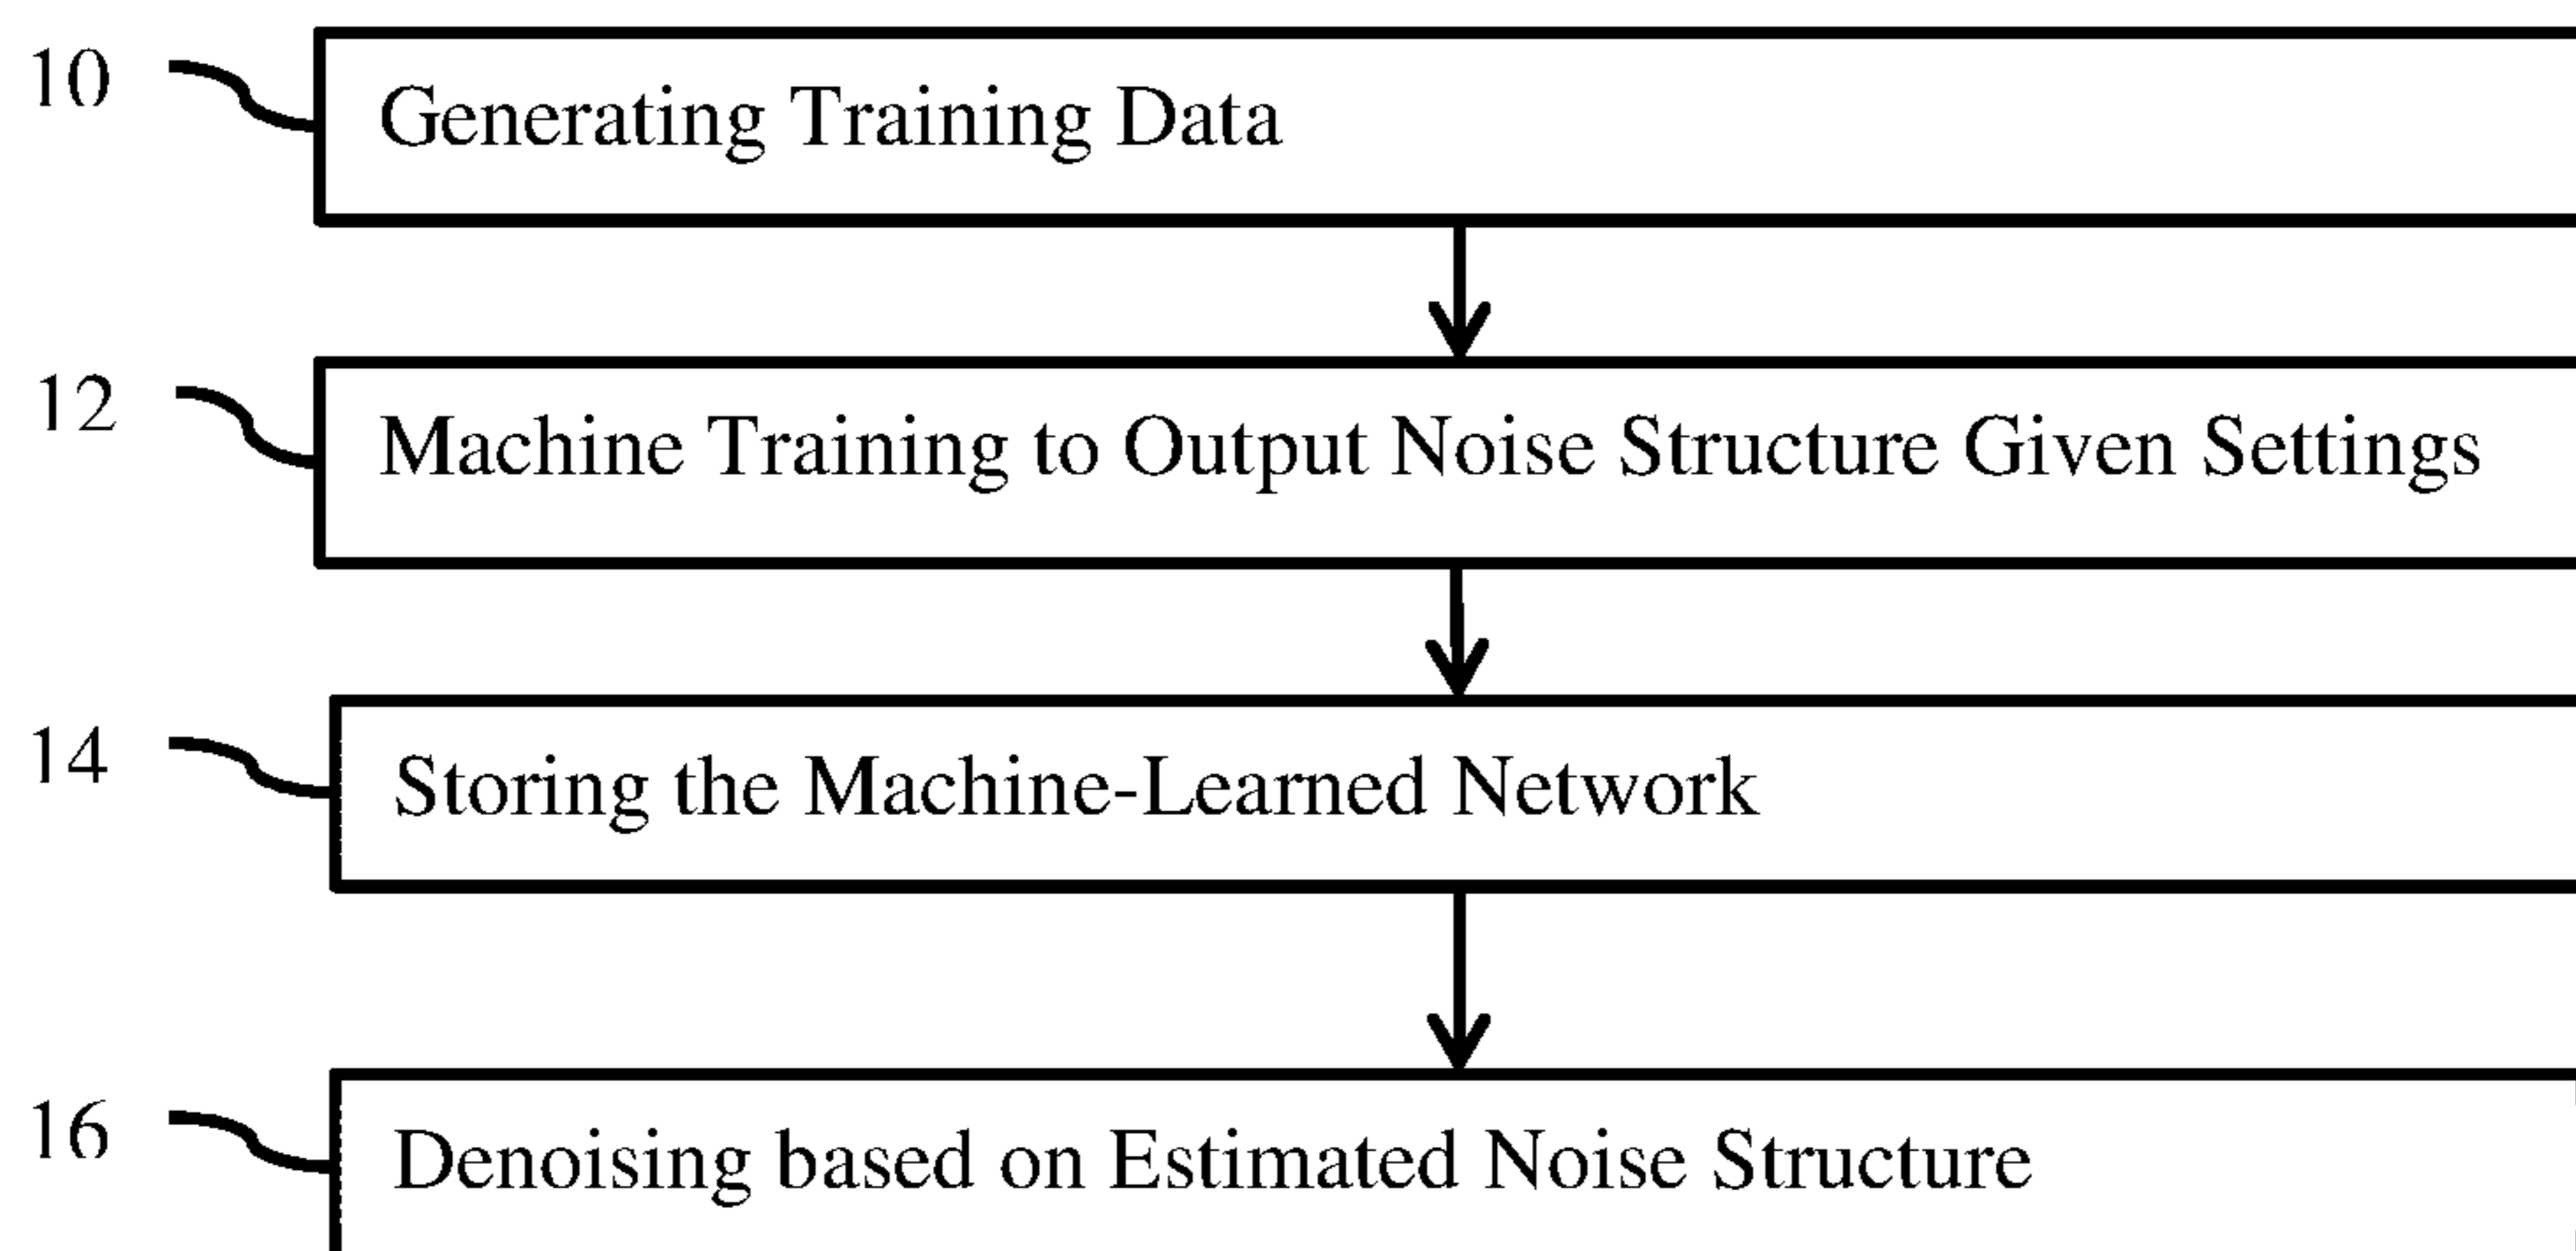 10
Generating Training Data
12
Machine Training to Output Noise Structure Given Settings
14
Storing the Machine-Learned Network
16
Denoising based on Estimated Noise Structure